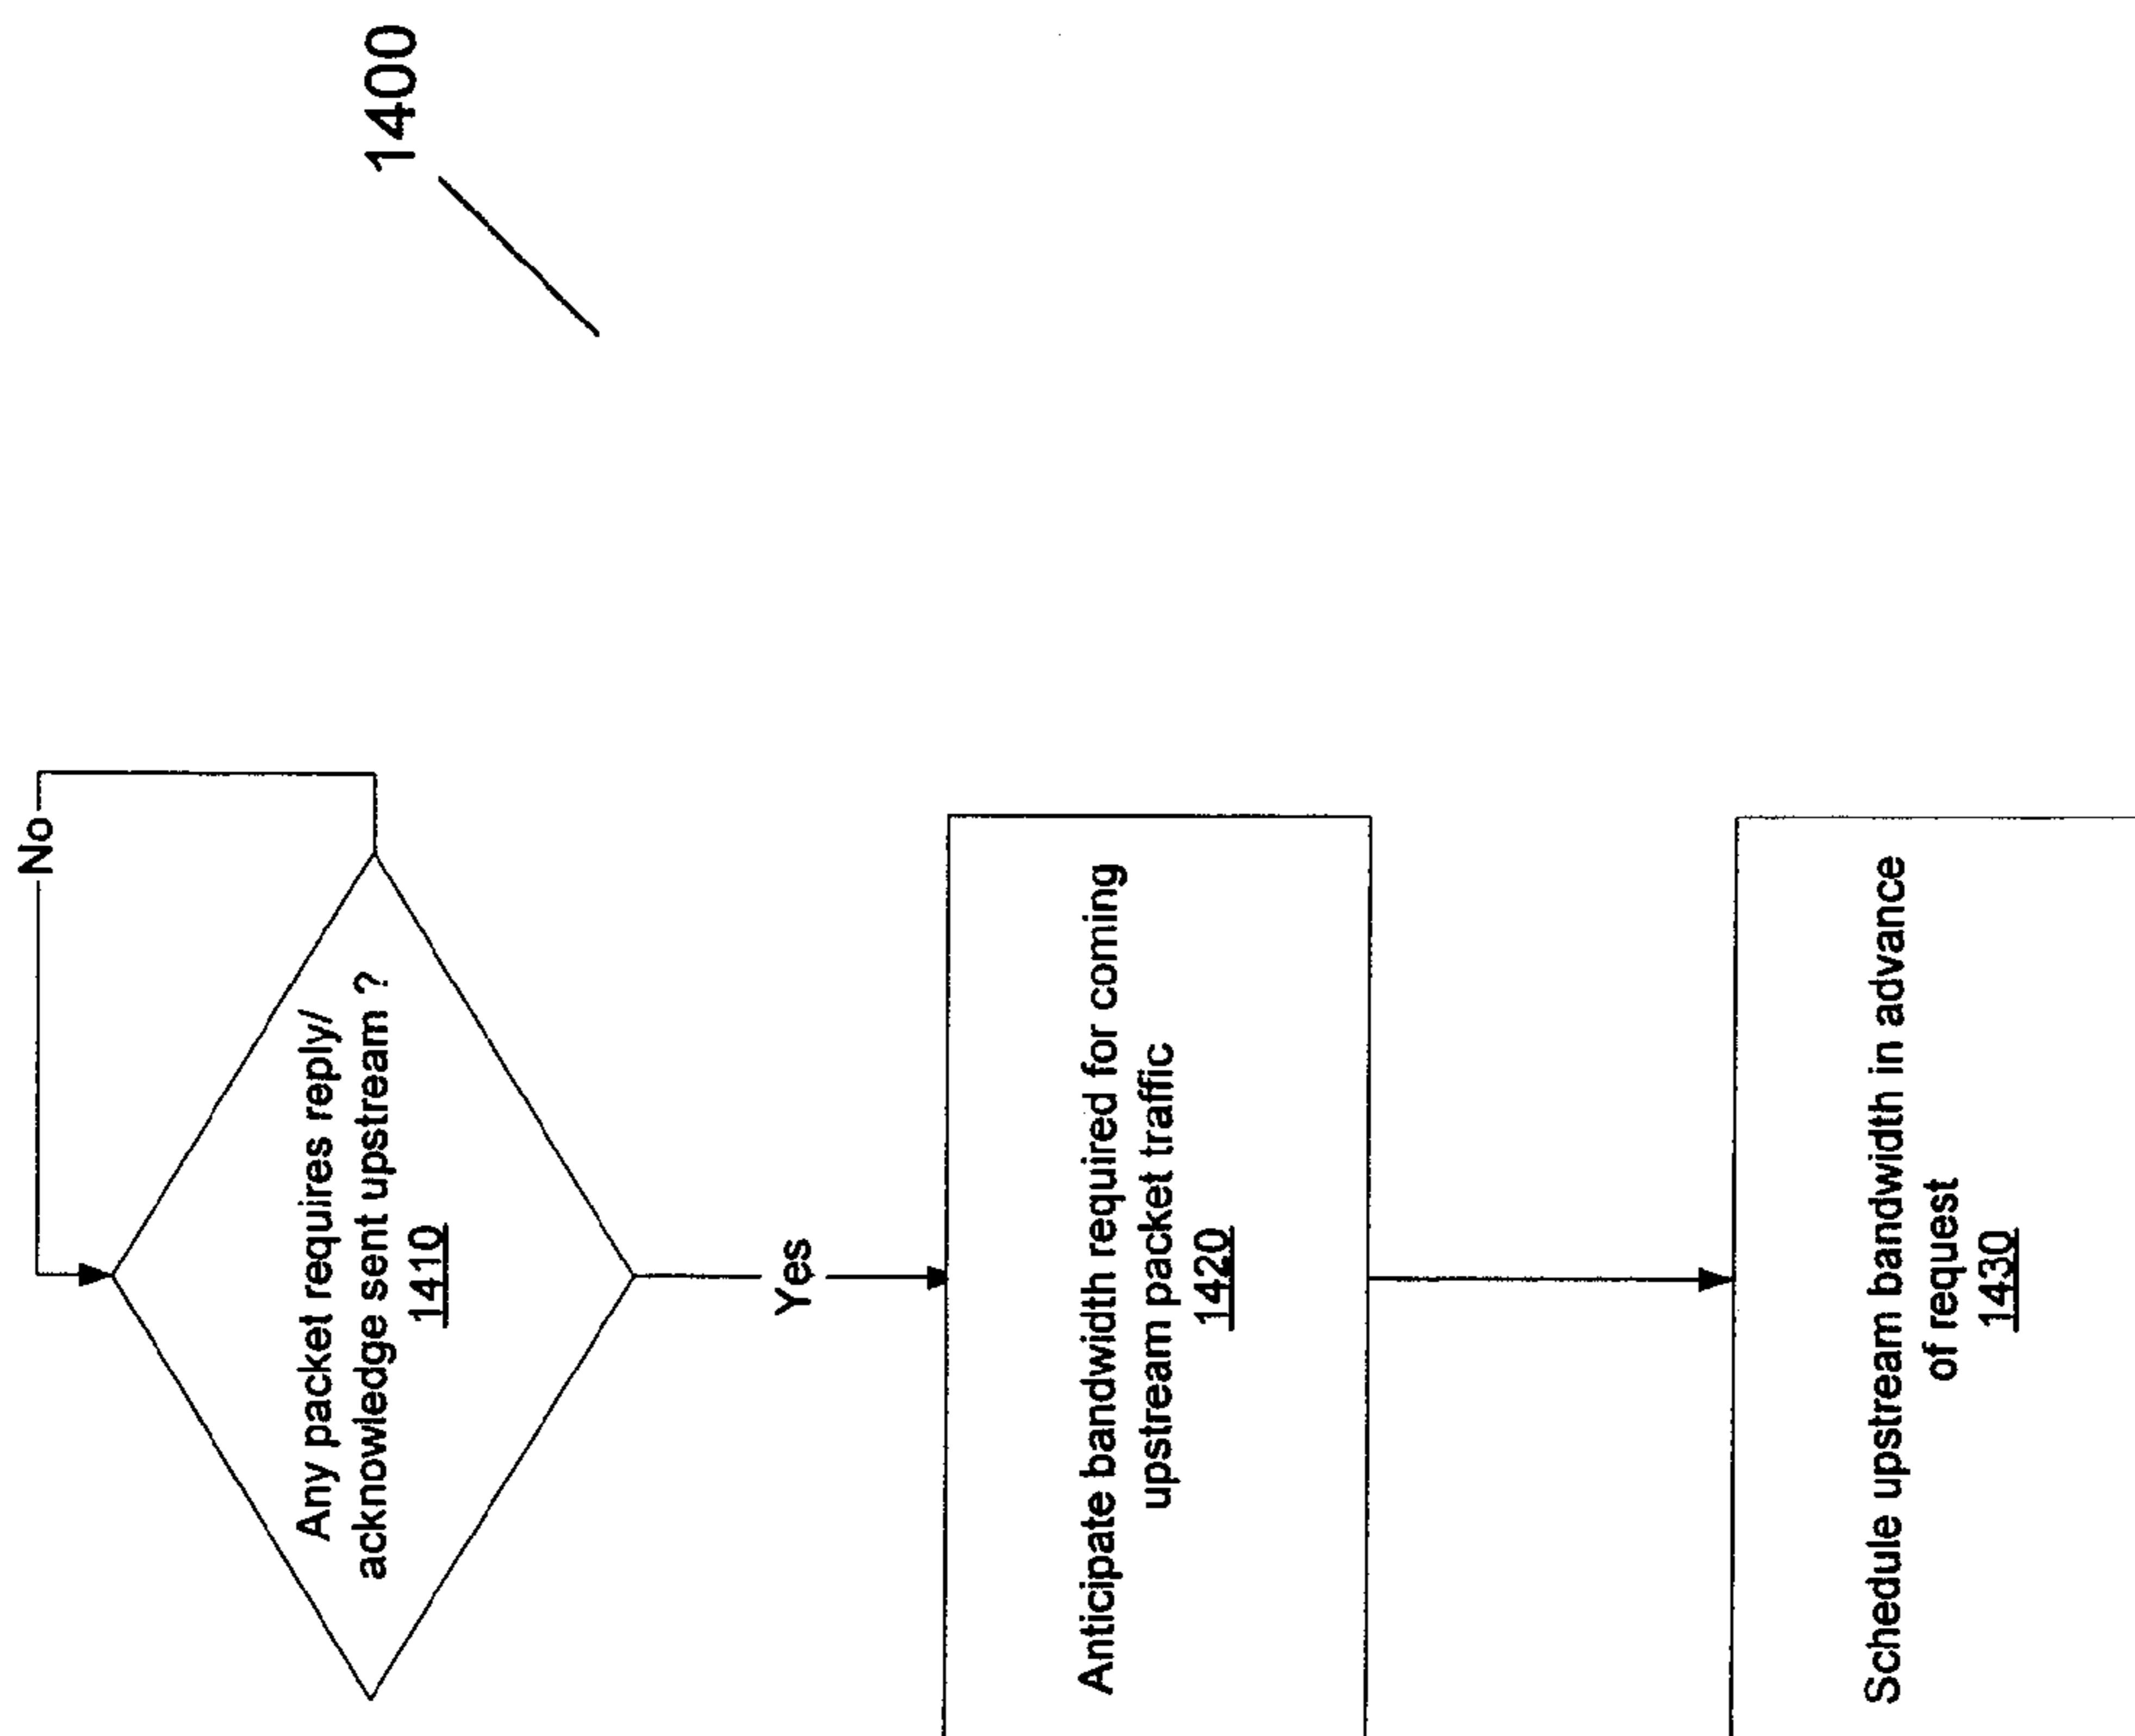 1400
No
Any packet requires reply/
acknowledge sent upstream ?
1410
Yes
Anticipate bandwidth required for coming
upstream packet traffic
1420
Schedule upstream bandwidth in advance
of request
1430